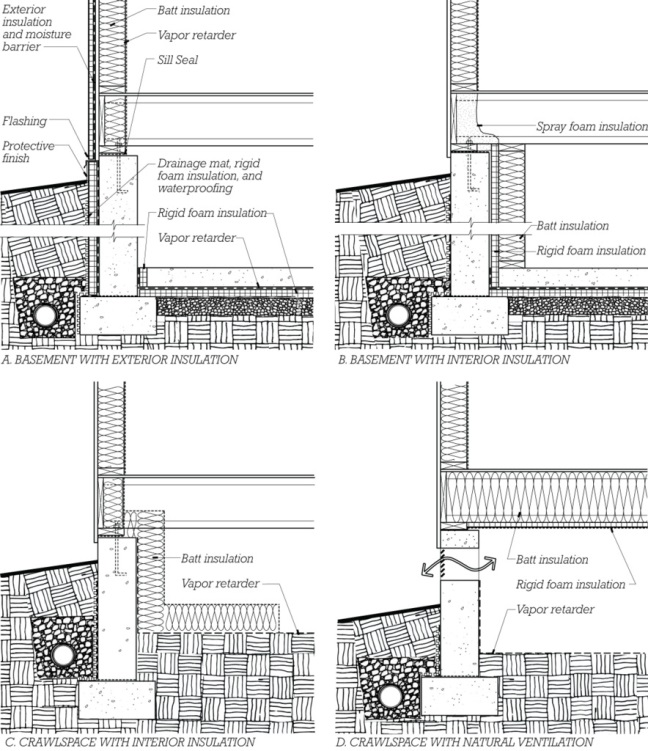 Exterior
insulation
and moisture
barrier
Batt insulation
Vapor retarder
Sill Seal
Flashing
Protective
finish
Drainage mat, rigid
foam insulation, and
waterproofing
Rigid foam insulation
Vapor retarder
A. BASEMENT WITH EXTERIOR INSULATION
Spray foam insulation
Batt insulation
Rigid foam insulation
B. BASEMENT WITH INTERIOR INSULATION
Batt insulation
Vapor retarder
C. CRAWLSPACE WITH INTERIOR INSULATION
Batt insulation
Rigid foam insulation
Vapor retarder
D. CRAWLSPACE WITH NATURAL VENTILATION